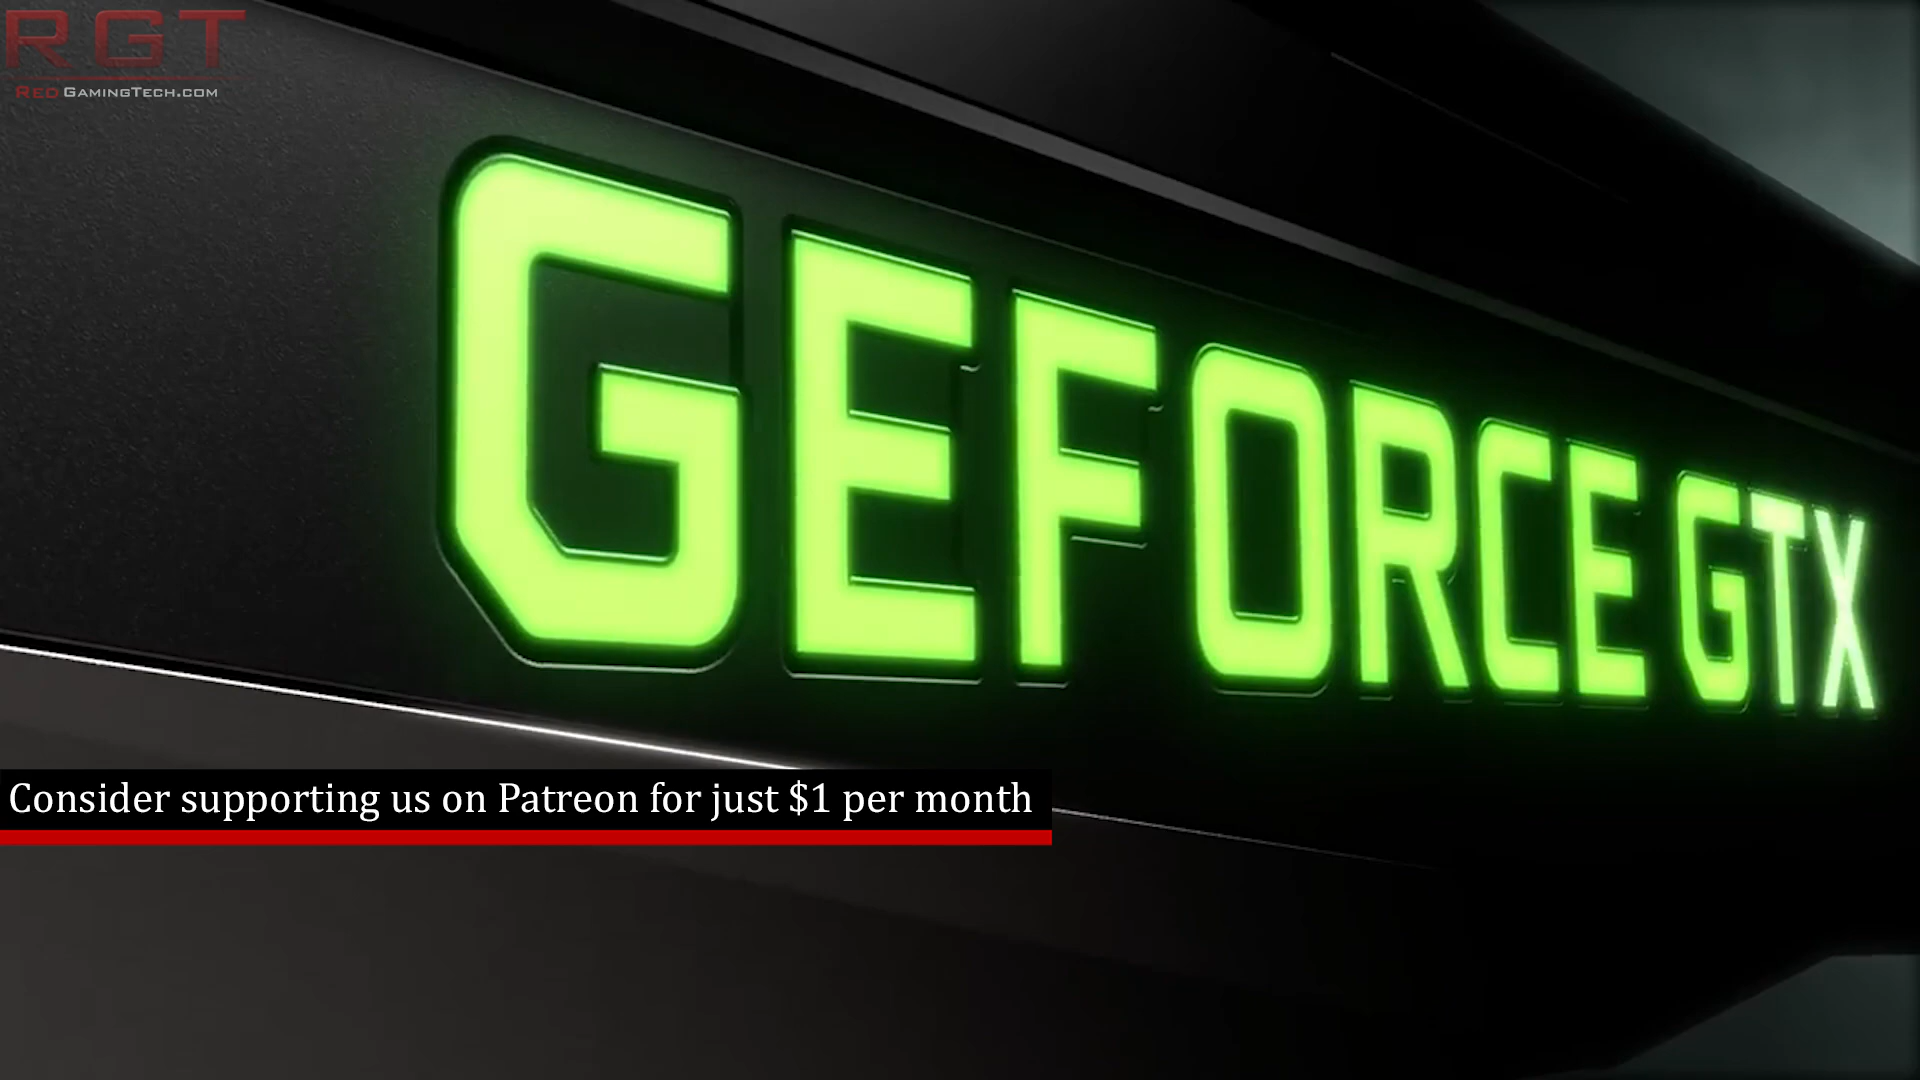 RGT
REDGAMINGTECH.COM
GEFORCE GTX
Consider supporting us on Patreon for just $1 per month